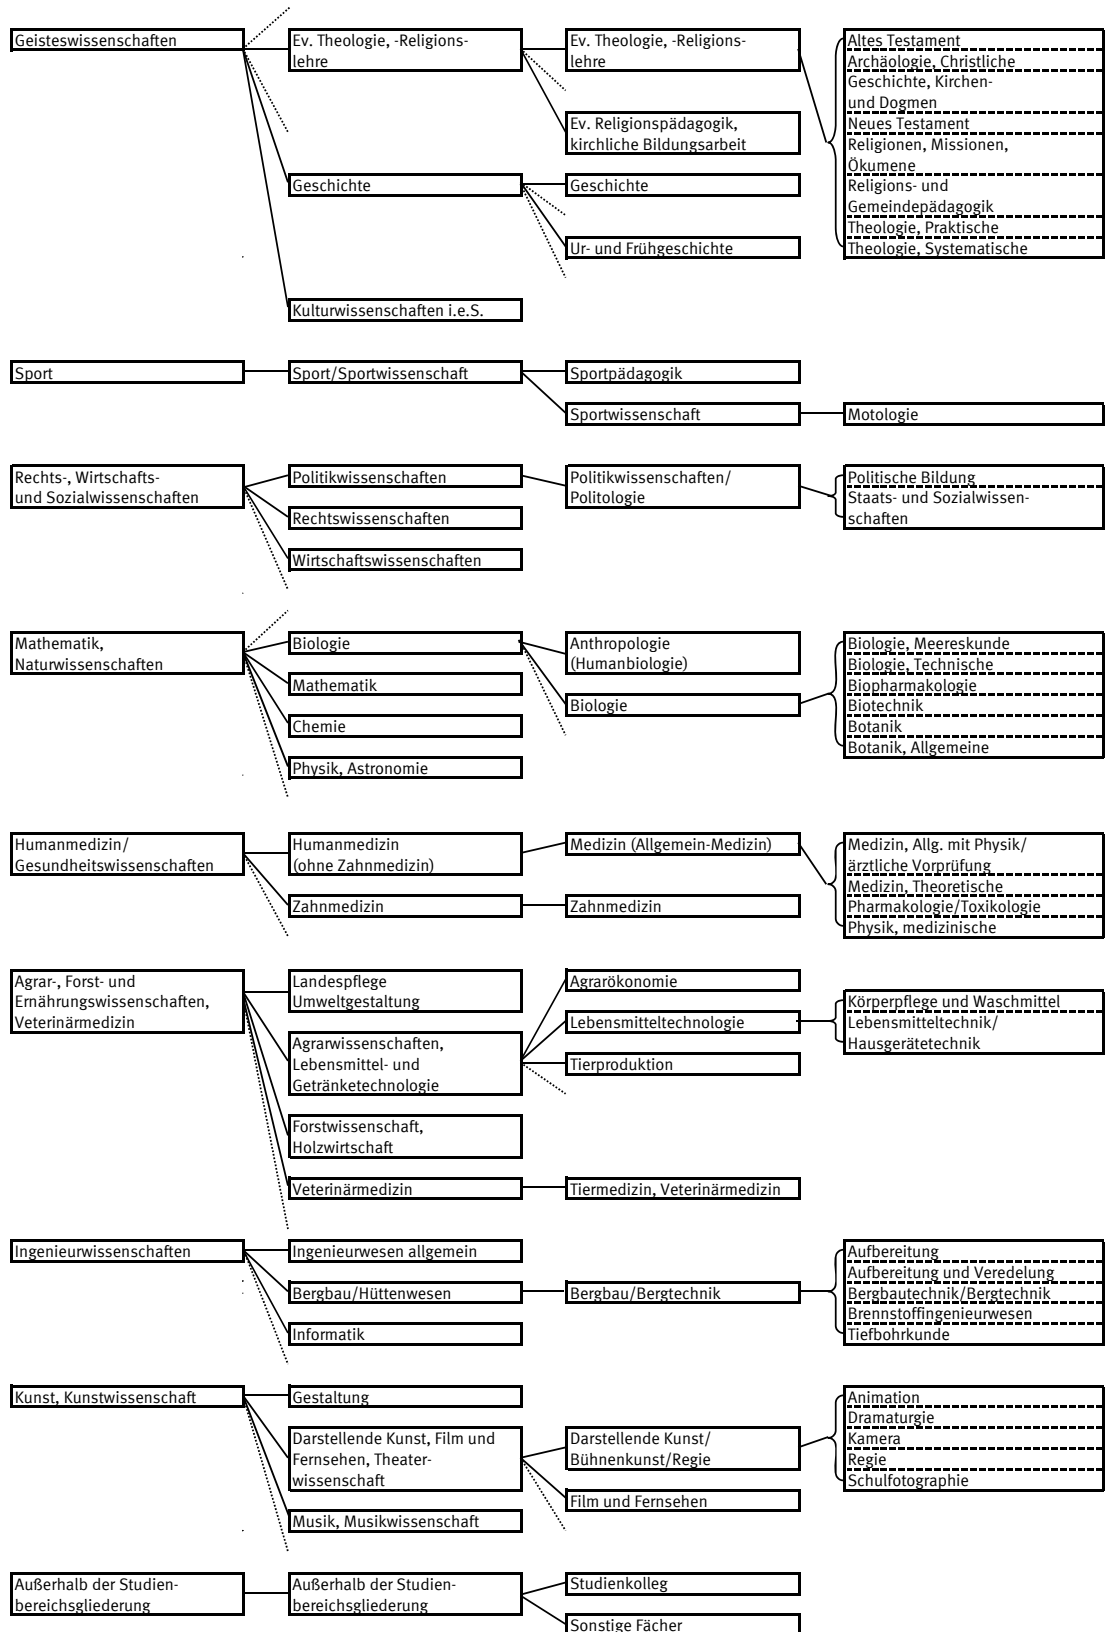 Geisteswissenschaften
Ev. Theologie, -Religions-
lehre
Ev. Theologie, -Religions-
lehre
Altes Testament
Archäologie, Christliche
Geschichte, Kirchen-
und Dogmen
Neues Testament
Religionen, Missionen,
Ökumene
Religions- und
Gemeindepädagogik
Theologie, Praktische
Theologie, Systematische
Ev. Religionspädagogik,
kirchliche Bildungsarbeit
Geschichte
Geschichte
Ur- und Frühgeschichte
Kulturwissenschaften i.e.S.
Sport
Sport/Sportwissenschaft
Sportpädagogik
Sportwissenschaft
Motologie
Rechts-, Wirtschafts-
und Sozialwissenschaften
Politikwissenschaften
Politikwissenschaften/
Politologie
Politische Bildung
Staats- und Sozialwissen-
schaften
Rechtswissenschaften
Wirtschaftswissenschaften
Mathematik,
Naturwissenschaften
Biologie
Anthropologie
(Humanbiologie)
Biologie, Meereskunde
Biologie, Technische
Biopharmakologie
Biotechnik
Botanik
Botanik, Allgemeine
Mathematik
Biologie
Chemie
Physik, Astronomie
Humanmedizin/
Gesundheitswissenschaften
Humanmedizin
(ohne Zahnmedizin)
Medizin (Allgemein-Medizin)
Medizin, Allg. mit Physik/
ärztliche Vorprüfung
Medizin, Theoretische
Pharmakologie/Toxikologie
Physik, medizinische
Zahnmedizin
Zahnmedizin
Agrar-, Forst- und
Ernährungswissenschaften,
Veterinärmedizin
Landespflege
Umweltgestaltung
Agrarökonomie
Körperpflege und Waschmittel
Lebensmitteltechnik/
Hausgerätetechnik
Agrarwissenschaften,
Lebensmittel- und
Getränketechnologie
Lebensmitteltechnologie
Tierproduktion
Forstwissenschaft,
Holzwirtschaft
Veterinärmedizin
Tiermedizin, Veterinärmedizin
Ingenieurwissenschaften
Ingenieurwesen allgemein
Aufbereitung
Aufbereitung und Veredelung
Bergbautechnik/Bergtechnik
Brennstoffingenieurwesen
Tiefbohrkunde
Bergbau/Hüttenwesen
Bergbau/Bergtechnik
Informatik
Kunst, Kunstwissenschaft
Gestaltung
Animation
Dramaturgie
Kamera
Regie
Schulfotographie
Darstellende Kunst, Film und
Fernsehen, Theater-
wissenschaft
Darstellende Kunst/
Bühnenkunst/Regie
Film und Fernsehen
Musik, Musikwissenschaft
Außerhalb der Studien-
bereichsgliederung
Außerhalb der Studien-
bereichsgliederung
Studienkolleg
Sonstige Fächer